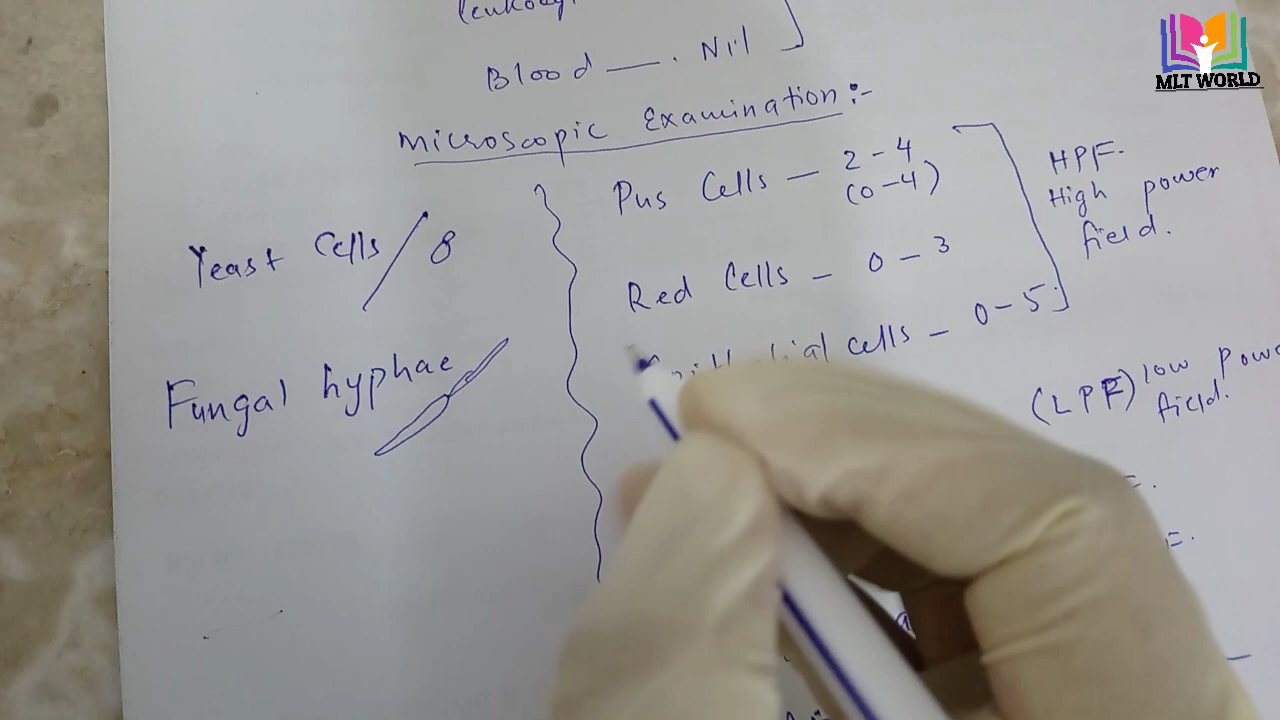 Blood — . Nil
MLT WORLD
Microscopic Examination :-
Pus Cells — 2 - 4
(0-4)
HPF.
High power
field.
Yeast Cells / 8
Red Cells - 0 - 3
cells - 0-5
Fungal hyphae
(LPF) low
field.